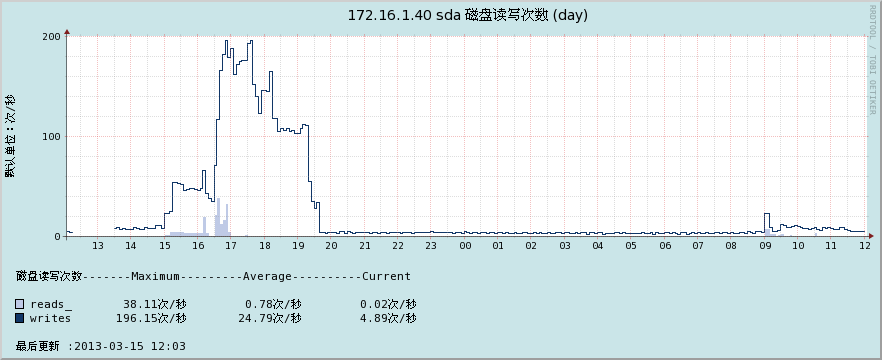 172.16.1.40 sda 磁盘读写次数 (day)
RRDTOOL / TOBI OETIKER
默认单位：次/秒
200
100
0
13 14 15 16 17 18 19 20 21 22 23 00 01 02 03 04 05 06 07 08 09 10 11 12
磁盘读写次数-------Maximum---------Average----------Current
reads_ 38.11次/秒 0.78次/秒 0.02次/秒
writes 196.15次/秒 24.79次/秒 4.89次/秒
最后更新 :2013-03-15 12:03